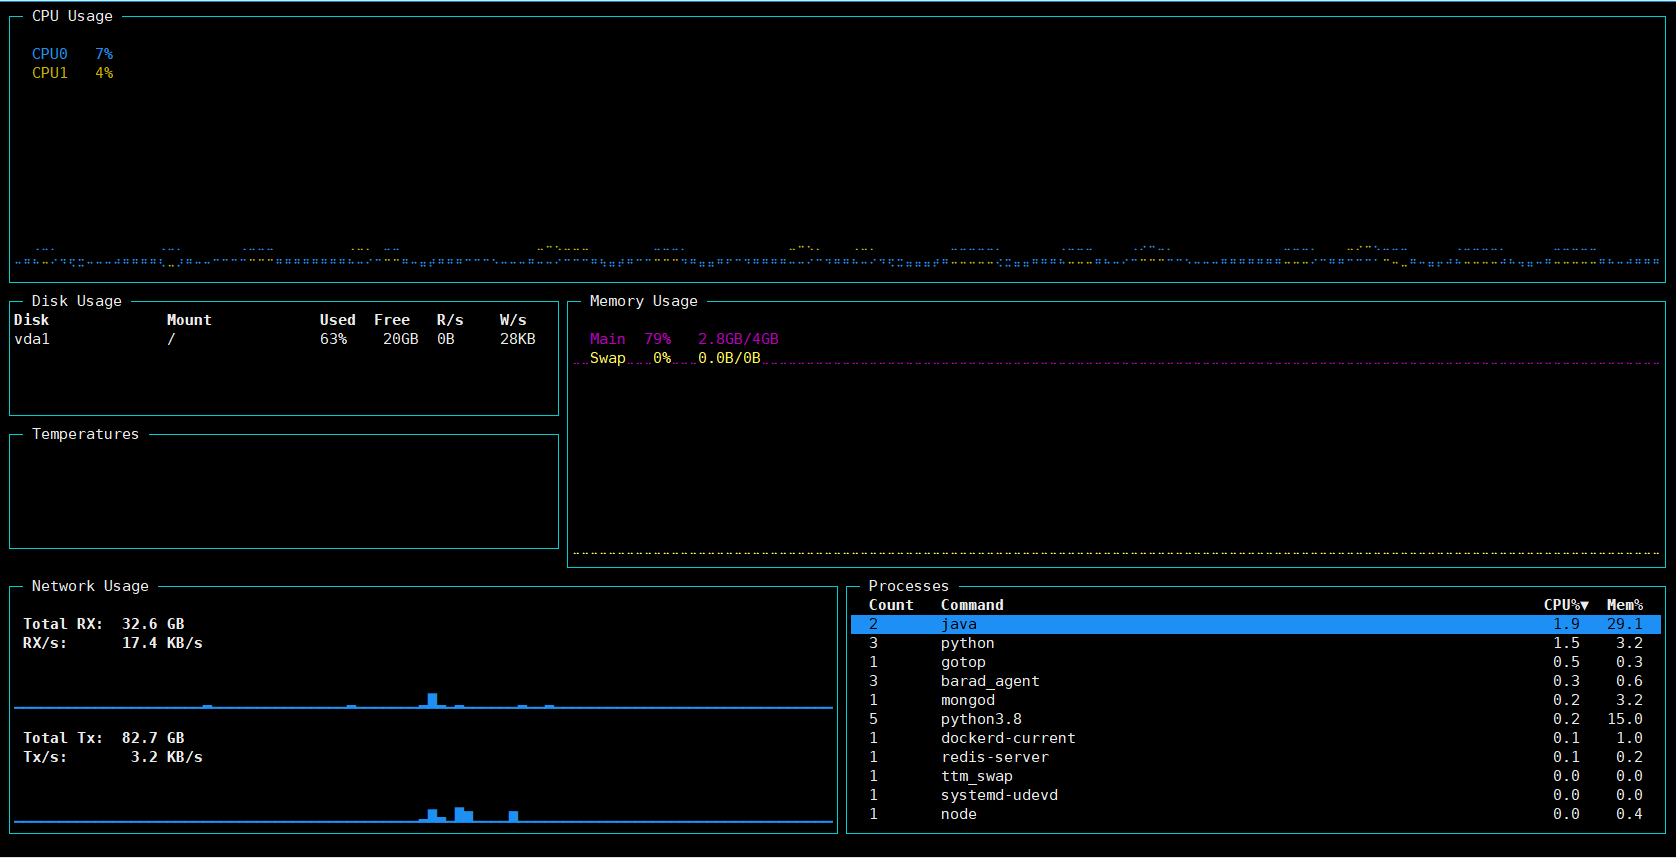 CPU Usage
CPU0 7%
CPU1 4%
Disk Usage
Disk Mount Used Free R/s W/s
vda1 / 63% 20GB 0B 28KB
Memory Usage
Main 79% 2.8GB/4GB
Swap 0% 0.0B/0B
Temperatures
Network Usage
Total RX: 32.6 GB
RX/s: 17.4 KB/s
Total Tx: 82.7 GB
Tx/s: 3.2 KB/s
Processes
Count Command CPU%▼ Mem%
2 java 1.9 29.1
3 python 1.5 3.2
1 gotop 0.5 0.3
3 barad_agent 0.3 0.6
1 mongod 0.2 3.2
5 python3.8 0.2 15.0
1 dockerd-current 0.1 1.0
1 redis-server 0.1 0.2
1 ttm_swap 0.0 0.0
1 systemd-udevd 0.0 0.0
1 node 0.0 0.4